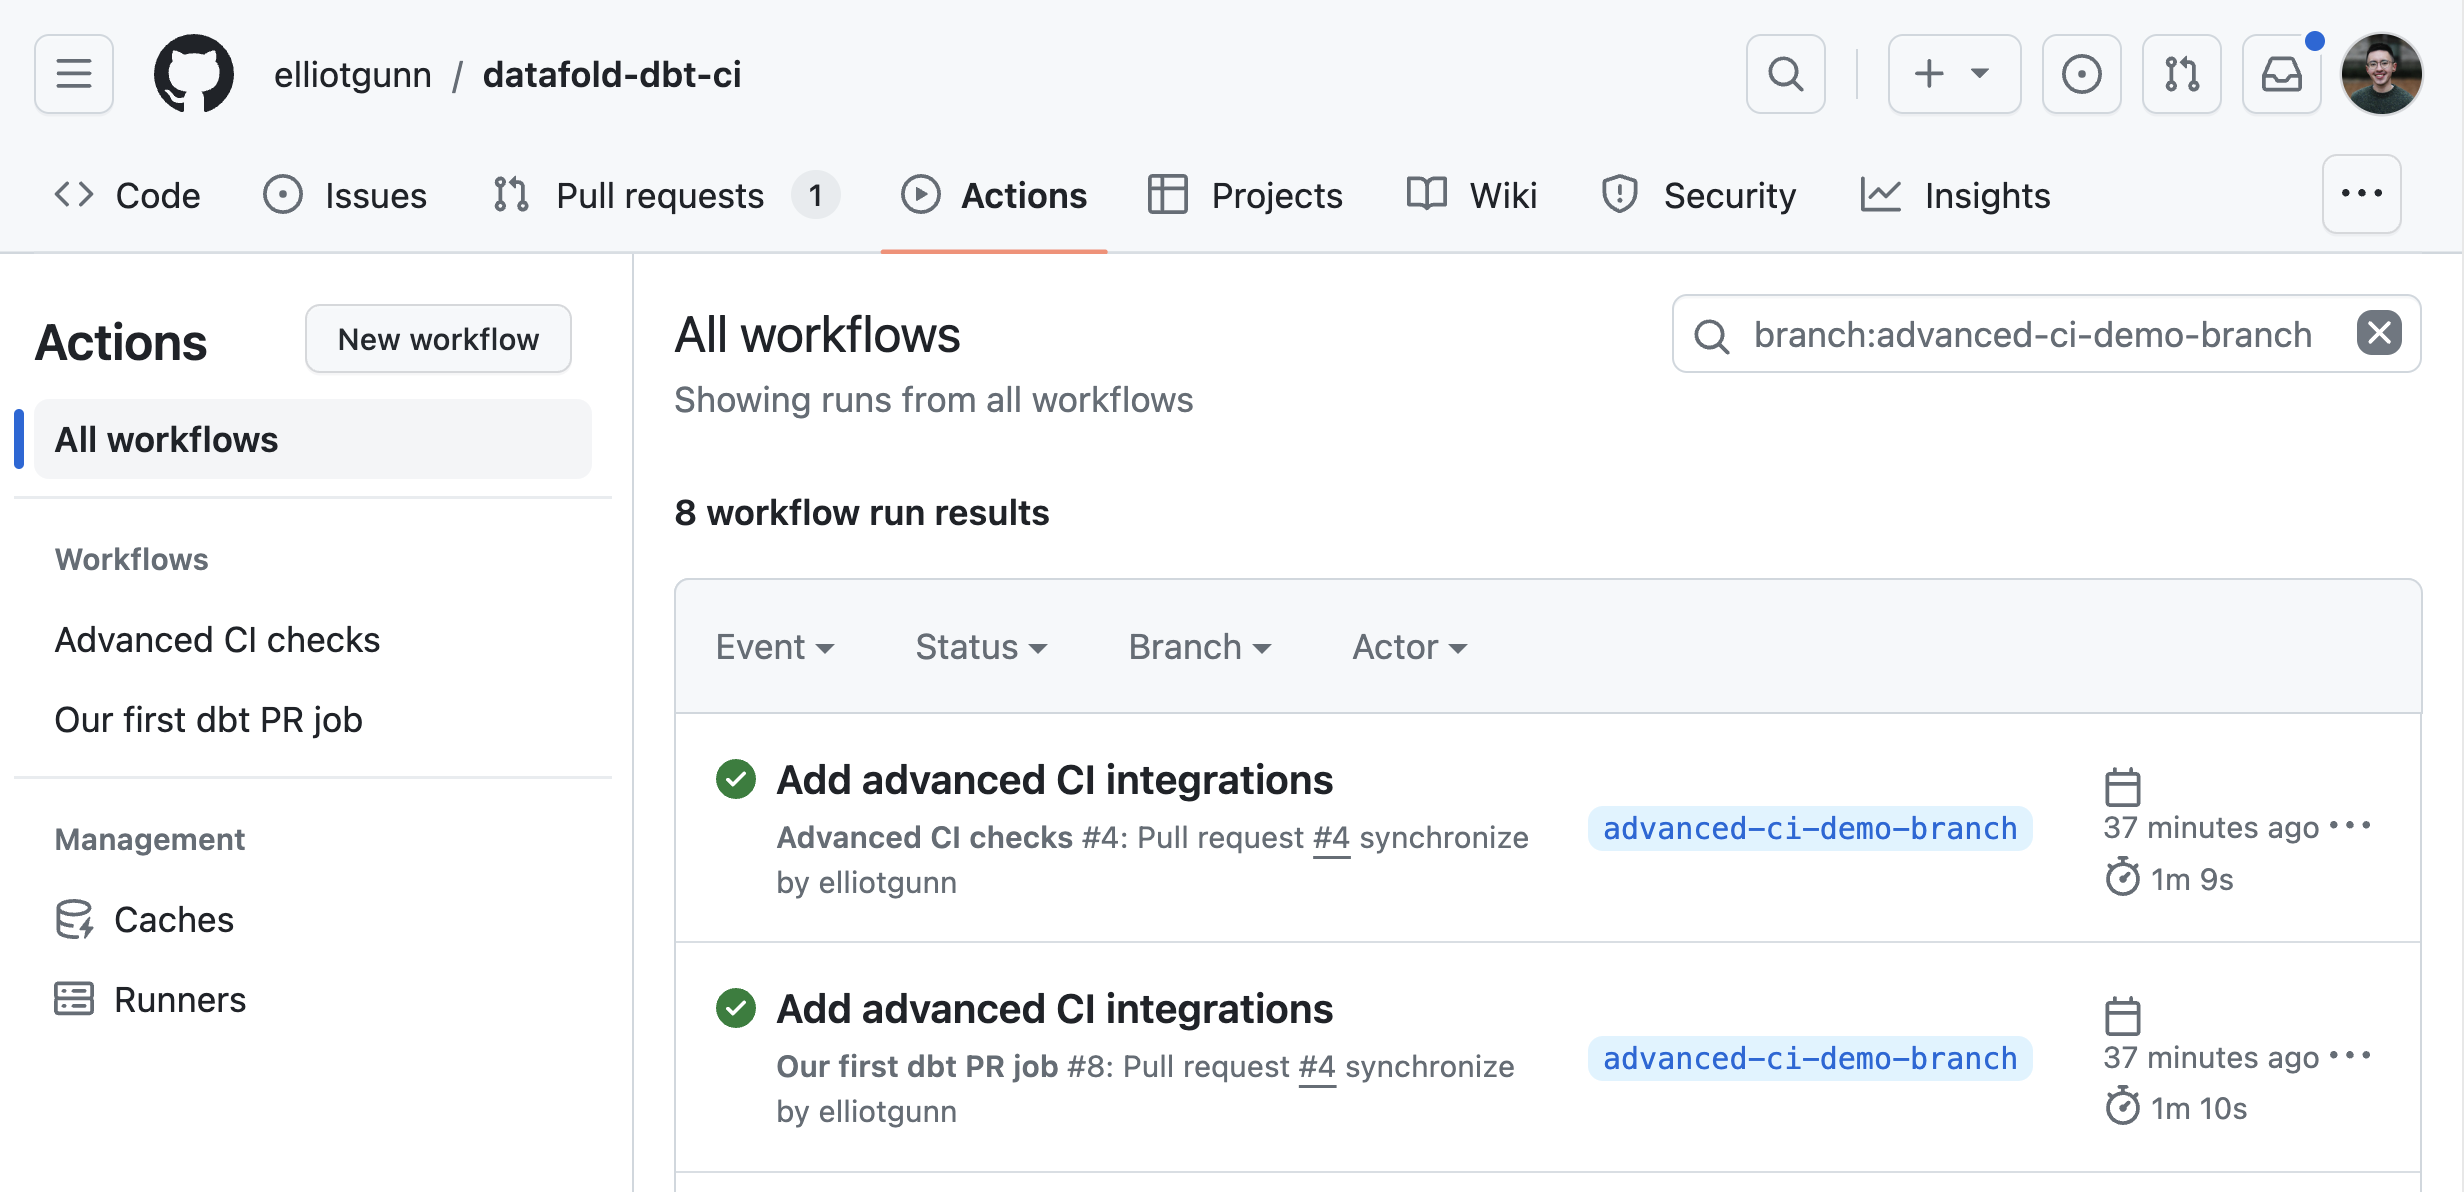 elliotgunn / datafold-dbt-ci
Code Issues Pull requests 1 Actions Projects Wiki Security Insights
Actions
New workflow
All workflows
Workflows
Advanced CI checks
Our first dbt PR job
Management
Caches
Runners
All workflows
Showing runs from all workflows
branch:advanced-ci-demo-branch
8 workflow run results
Event Status Branch Actor
Add advanced CI integrations
Advanced CI checks #4: Pull request #4 synchronize
by elliotgunn
advanced-ci-demo-branch
37 minutes ago
1m 9s
Add advanced CI integrations
Our first dbt PR job #8: Pull request #4 synchronize
by elliotgunn
advanced-ci-demo-branch
37 minutes ago
1m 10s